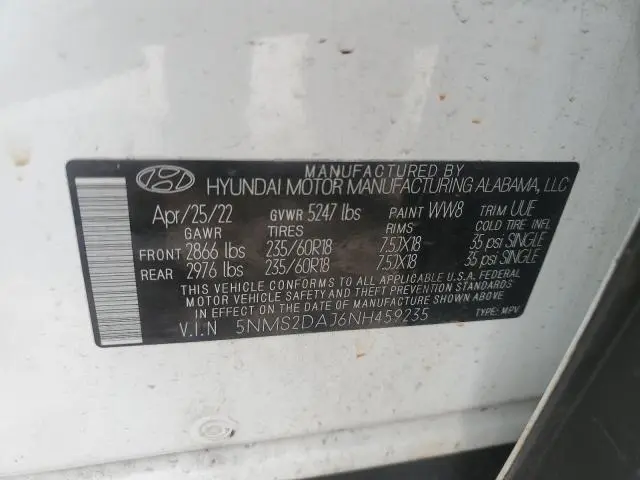 MANUFACTURED BY
HYUNDAI MOTOR MANUFACTURING ALABAMA, LLC
Apr/25/22 GVWR 5247 lbs PAINT WW8 TRIM UUE
GAWR TIRES RIMS COLD TIRE INFL
FRONT 2866 lbs 235/60R18 7.5JX18 35 psi SINGLE
REAR 2976 lbs 235/60R18 7.5JX18 35 psi SINGLE
THIS VEHICLE CONFORMS TO ALL APPLICABLE U.S.A. FEDERAL
MOTOR VEHICLE SAFETY AND THEFT PREVENTION STANDARDS
IN EFFECT ON THE DATE OF MANUFACTURE SHOWN ABOVE.
V.I.N 5NMS2DAJ6NH459235 TYPE: MPV